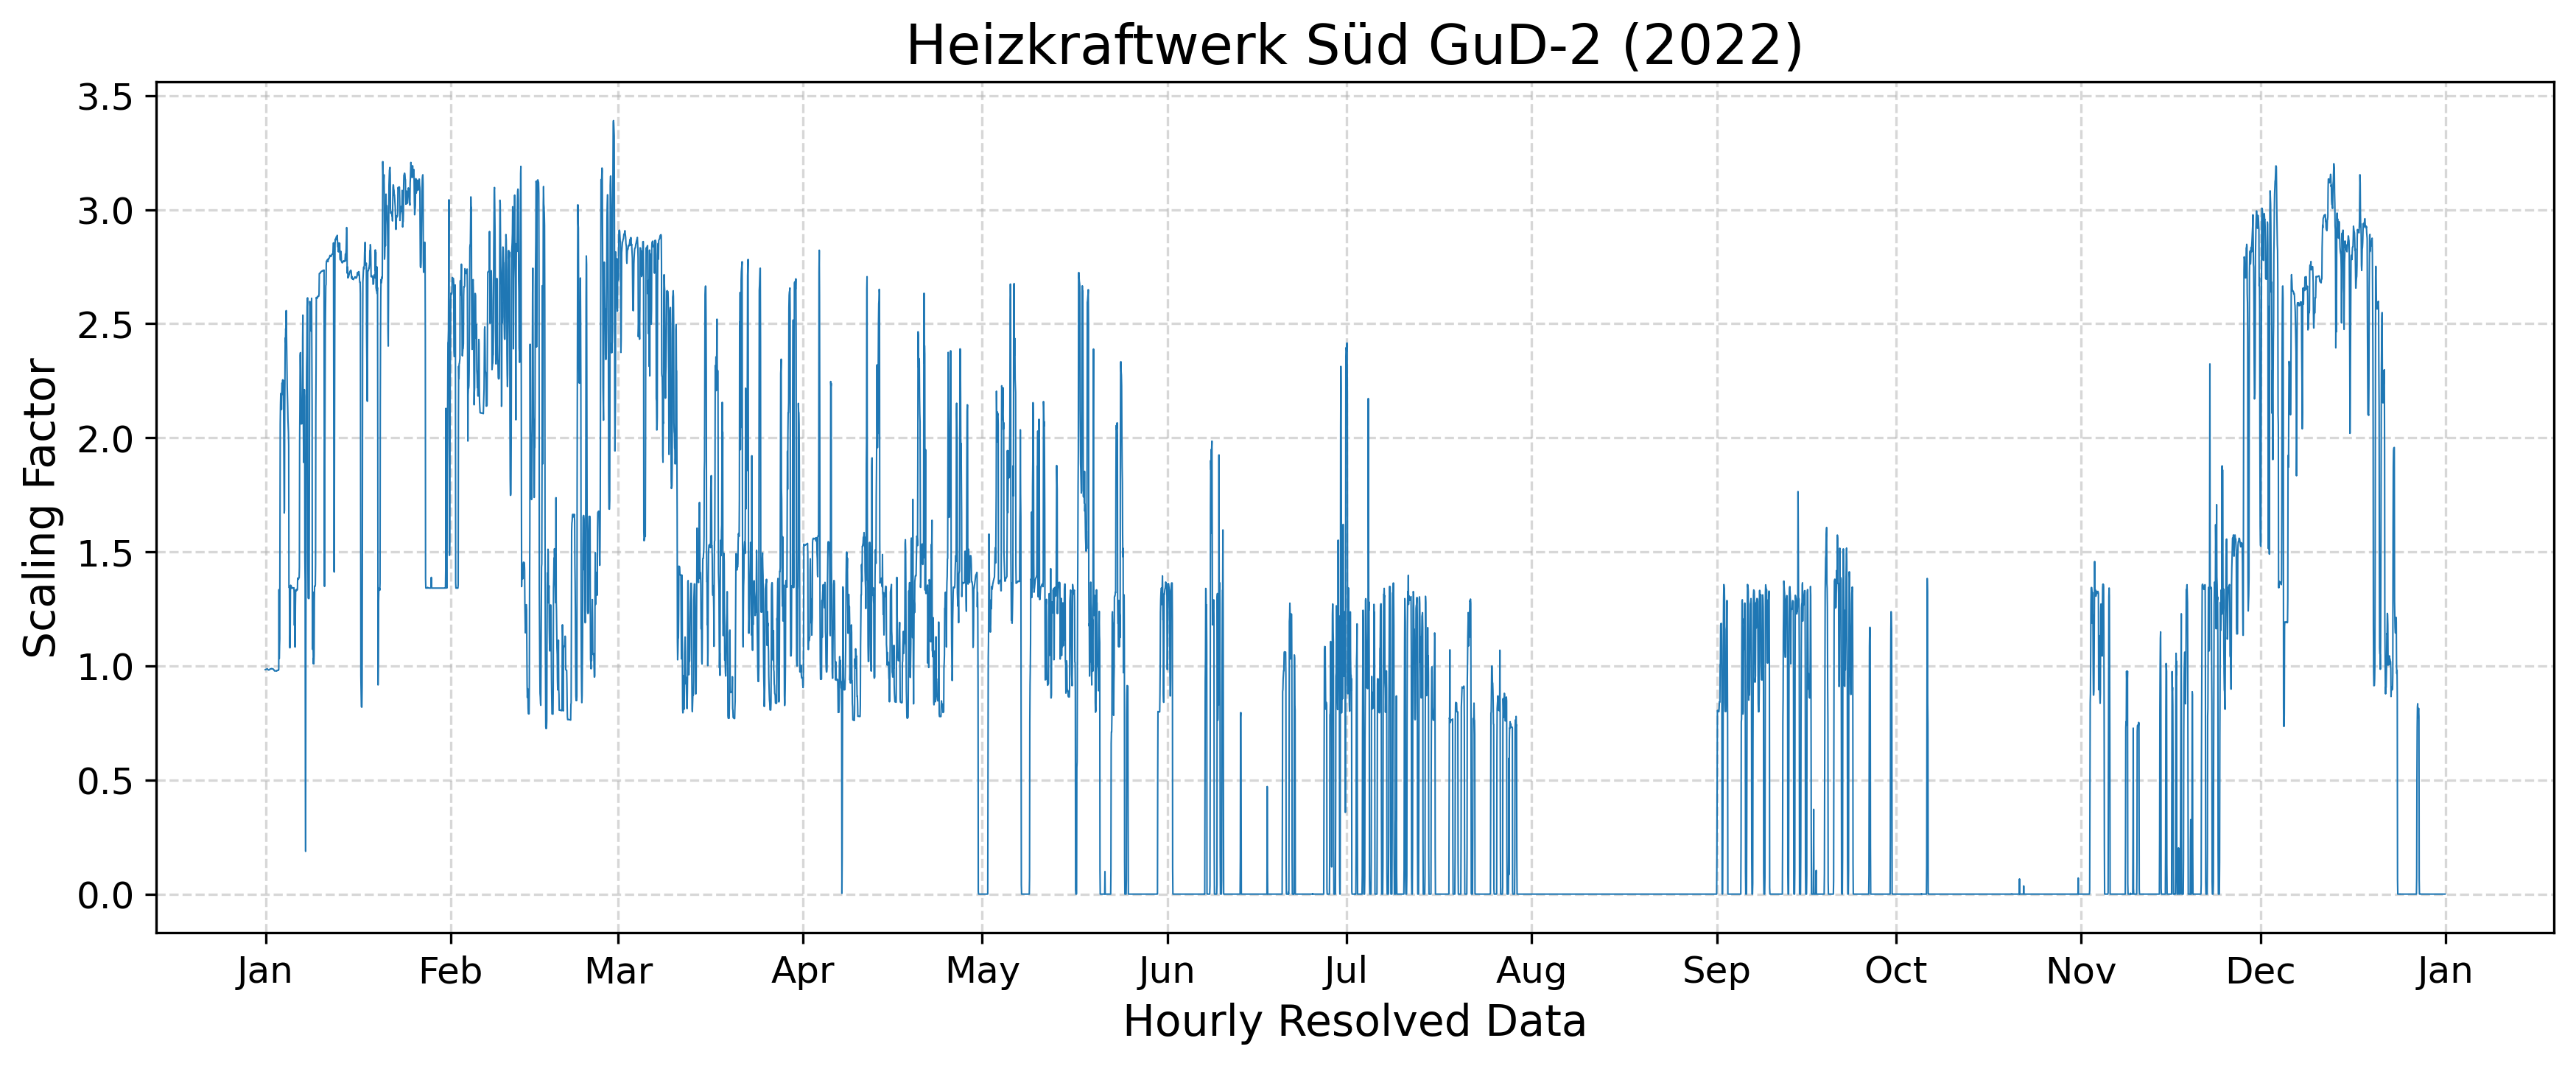 Heizkraftwerk Süd GuD-2 (2022)
3.5
3.0
2.5
2.0
1.5
1.0
0.5
0.0
Scaling Factor
Jan Feb Mar Apr May Jun Jul Aug Sep Oct Nov Dec Jan
Hourly Resolved Data